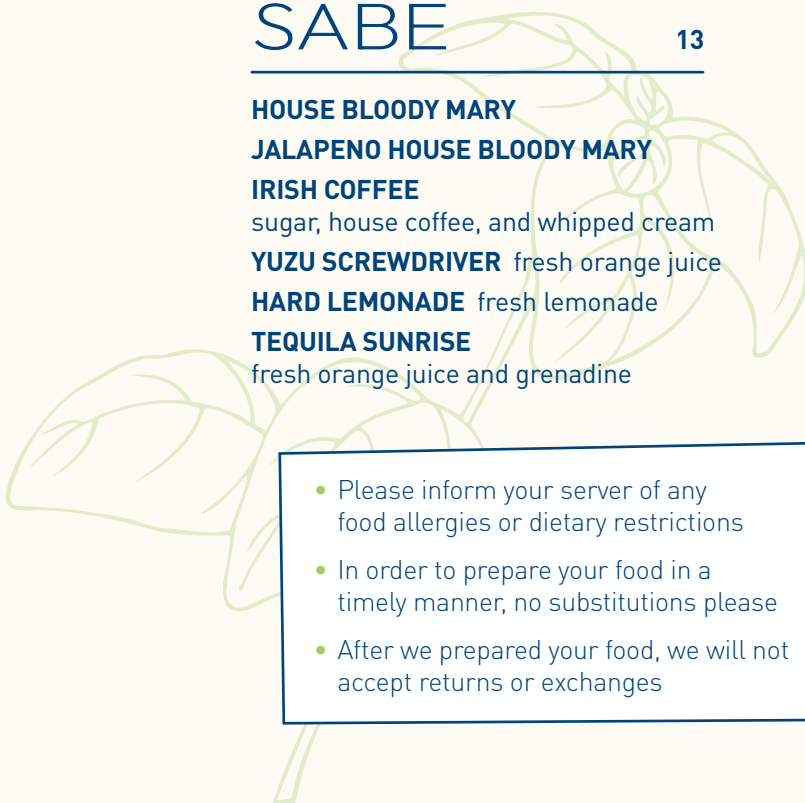 SABE 13
HOUSE BLOODY MARY
JALAPENO HOUSE BLOODY MARY
IRISH COFFEE
sugar, house coffee, and whipped cream
YUZU SCREWDRIVER fresh orange juice
HARD LEMONADE fresh lemonade
TEQUILA SUNRISE
fresh orange juice and grenadine
• Please inform your server of any
food allergies or dietary restrictions
• In order to prepare your food in a
timely manner, no substitutions please
• After we prepared your food, we will not
accept returns or exchanges